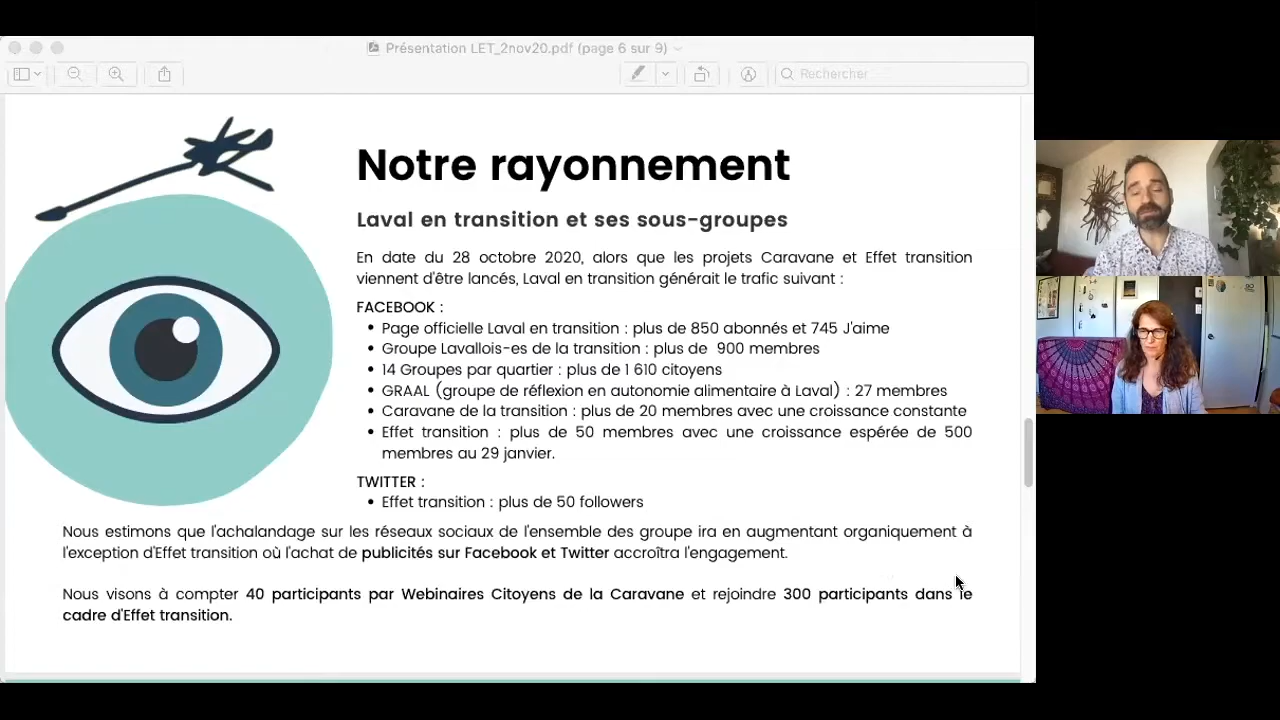 Présentation LET_2nov20.pdf (page 6 sur 9)
Rechercher
Notre rayonnement
Laval en transition et ses sous-groupes
En date du 28 octobre 2020, alors que les projets Caravane et Effet transition
viennent d'être lancés, Laval en transition générait le trafic suivant :
FACEBOOK :
• Page officielle Laval en transition : plus de 850 abonnés et 745 J'aime
• Groupe Lavallois-es de la transition : plus de 900 membres
• 14 Groupes par quartier : plus de 1 610 citoyens
• GRAAL (groupe de réflexion en autonomie alimentaire à Laval) : 27 membres
• Caravane de la transition : plus de 20 membres avec une croissance constante
• Effet transition : plus de 50 membres avec une croissance espérée de 500
membres au 29 janvier.
TWITTER :
• Effet transition : plus de 50 followers
Nous estimons que l'achalandage sur les réseaux sociaux de l'ensemble des groupe ira en augmentant organiquement à
l'exception d'Effet transition où l'achat de publicités sur Facebook et Twitter accroîtra l'engagement.
Nous visons à compter 40 participants par Webinaires Citoyens de la Caravane et rejoindre 300 participants dans le
cadre d'Effet transition.